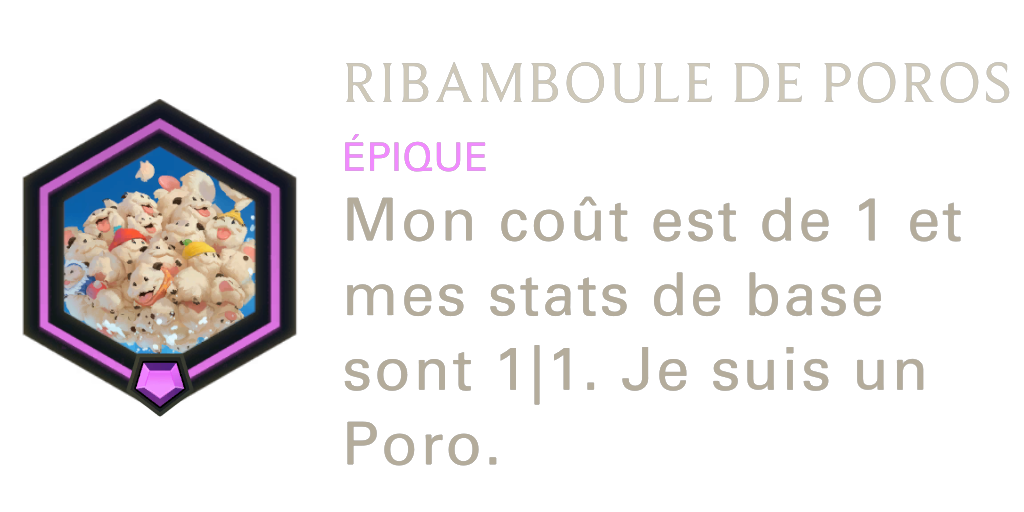 RIBAMBOULE DE POROS
ÉPIQUE
Mon coût est de 1 et
mes stats de base
sont 1|1. Je suis un
Poro.